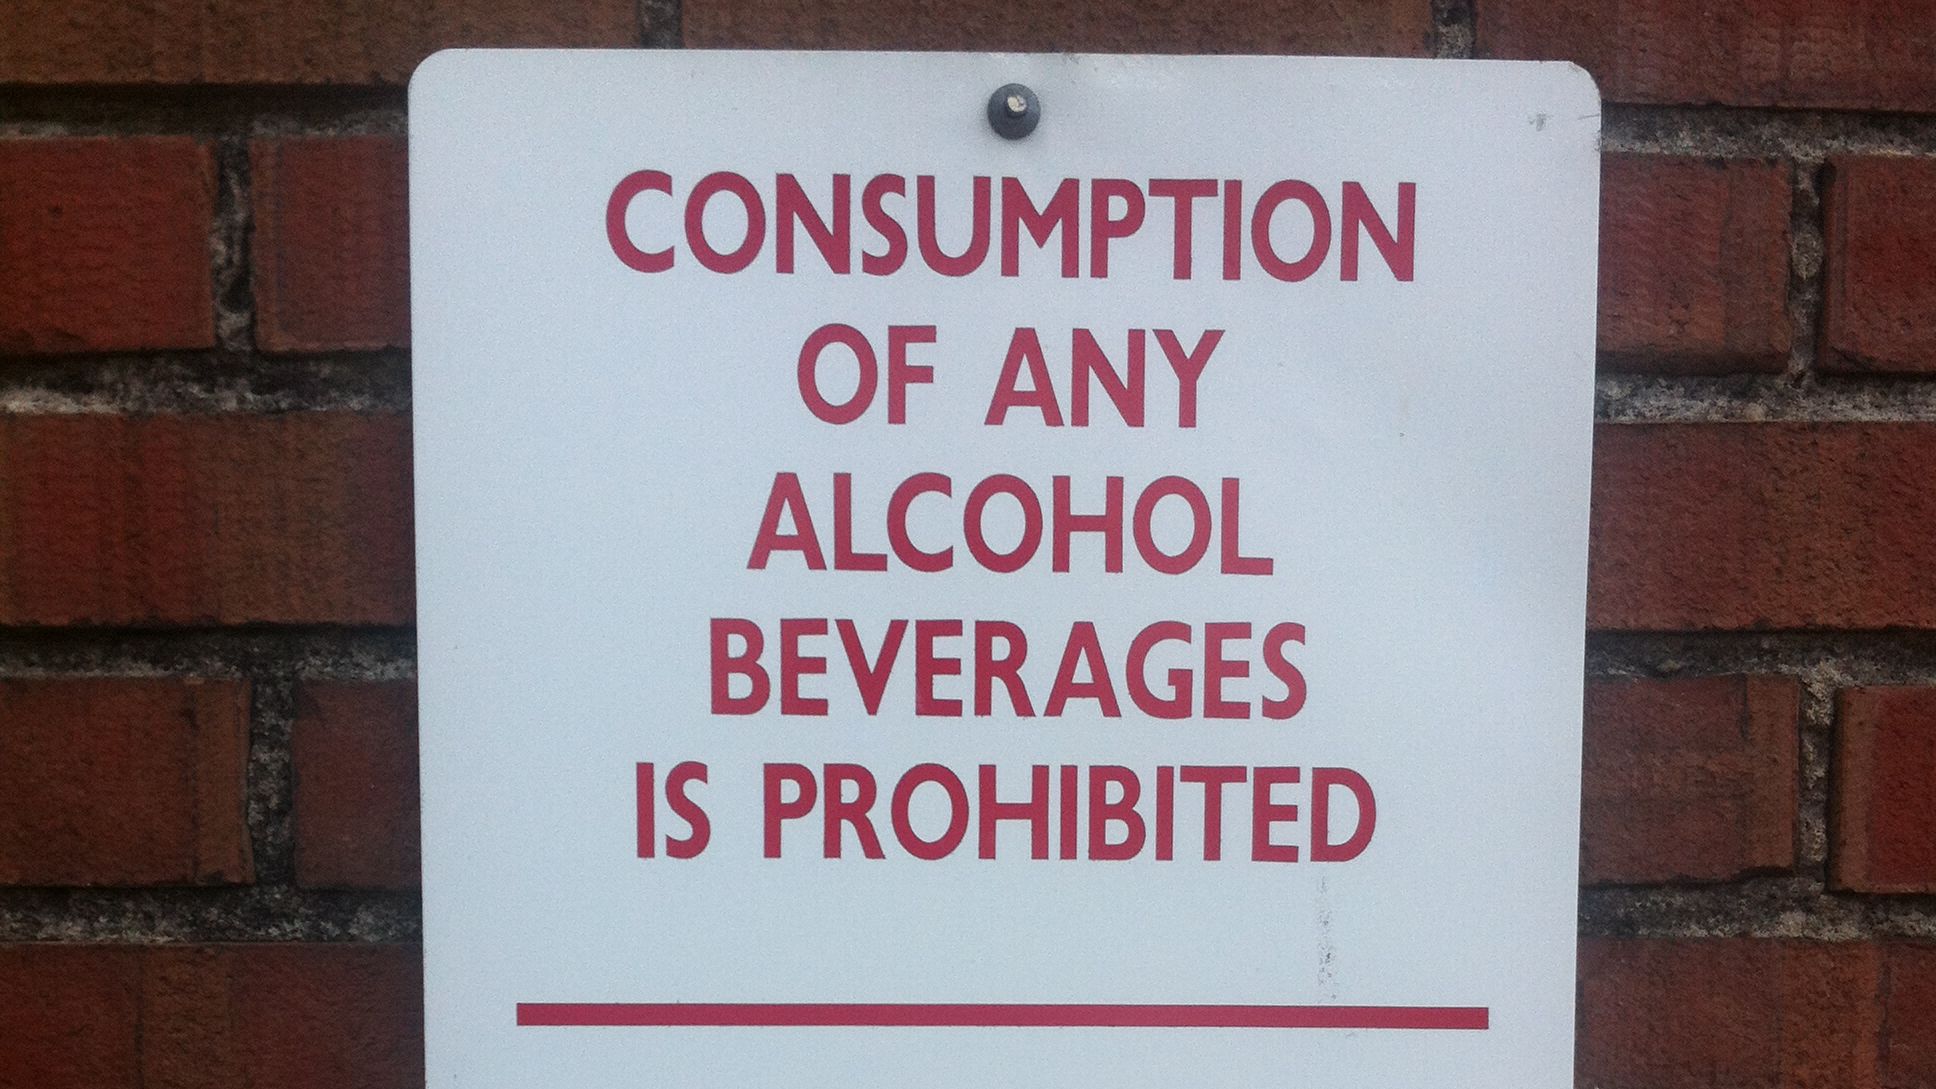 CONSUMPTION
OF ANY
ALCOHOL
BEVERAGES
IS PROHIBITED